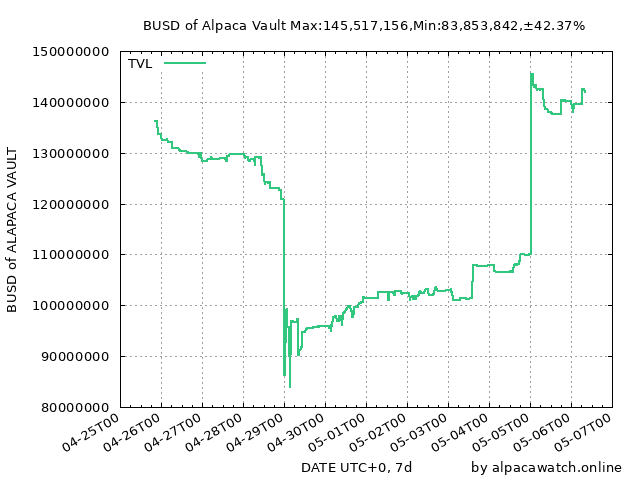 BUSD of Alpaca Vault Max:145,517,156,Min:83,853,842,±42.37%
TVL
150000000
140000000
130000000
120000000
110000000
100000000
90000000
80000000
BUSD of ALAPACA VAULT
04-25T00
04-26T00
04-27T00
04-28T00
04-29T00
04-30T00
05-01T00
05-02T00
05-03T00
05-04T00
05-05T00
05-06T00
05-07T00
DATE UTC+0, 7d
by alpacawatch.online